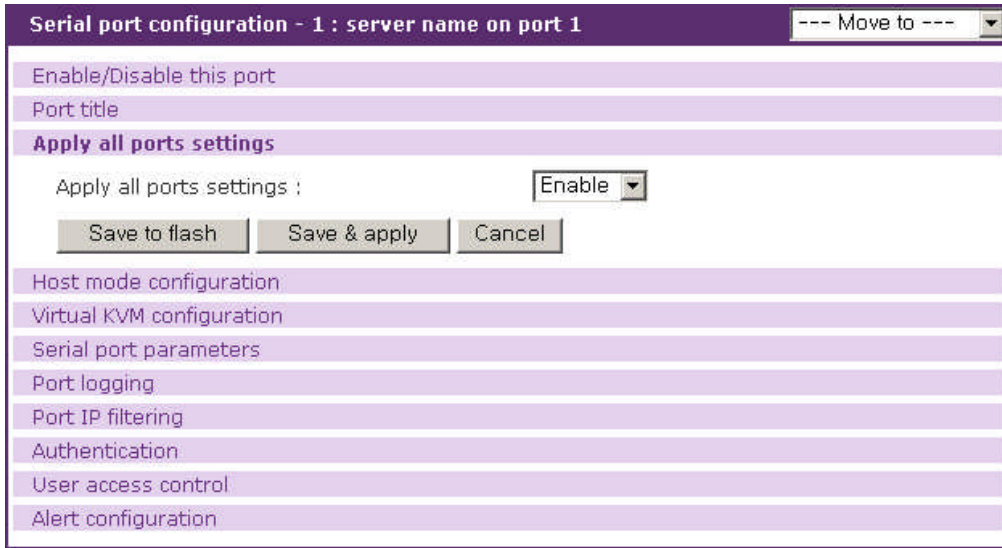 Serial port configuration - 1 : server name on port 1 --- Move to ---
Enable/Disable this port
Port title
Apply all ports settings
Apply all ports settings : Enable
Save to flash Save & apply Cancel
Host mode configuration
Virtual KVM configuration
Serial port parameters
Port logging
Port IP filtering
Authentication
User access control
Alert configuration